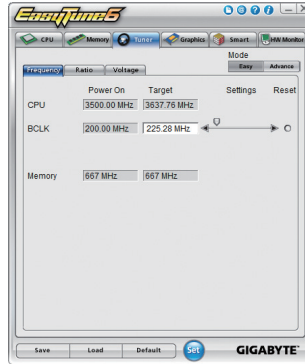 EasyTune6
CPU Memory Tuner Graphics Smart HW Monitor
Mode
Easy Advance
Frequency Ratio Voltage
Power On Target Settings Reset
CPU 3500.00 MHz 3637.76 MHz
BCLK 200.00 MHz 225.28 MHz
Memory 667 MHz 667 MHz
Save Load Default Set GIGABYTE